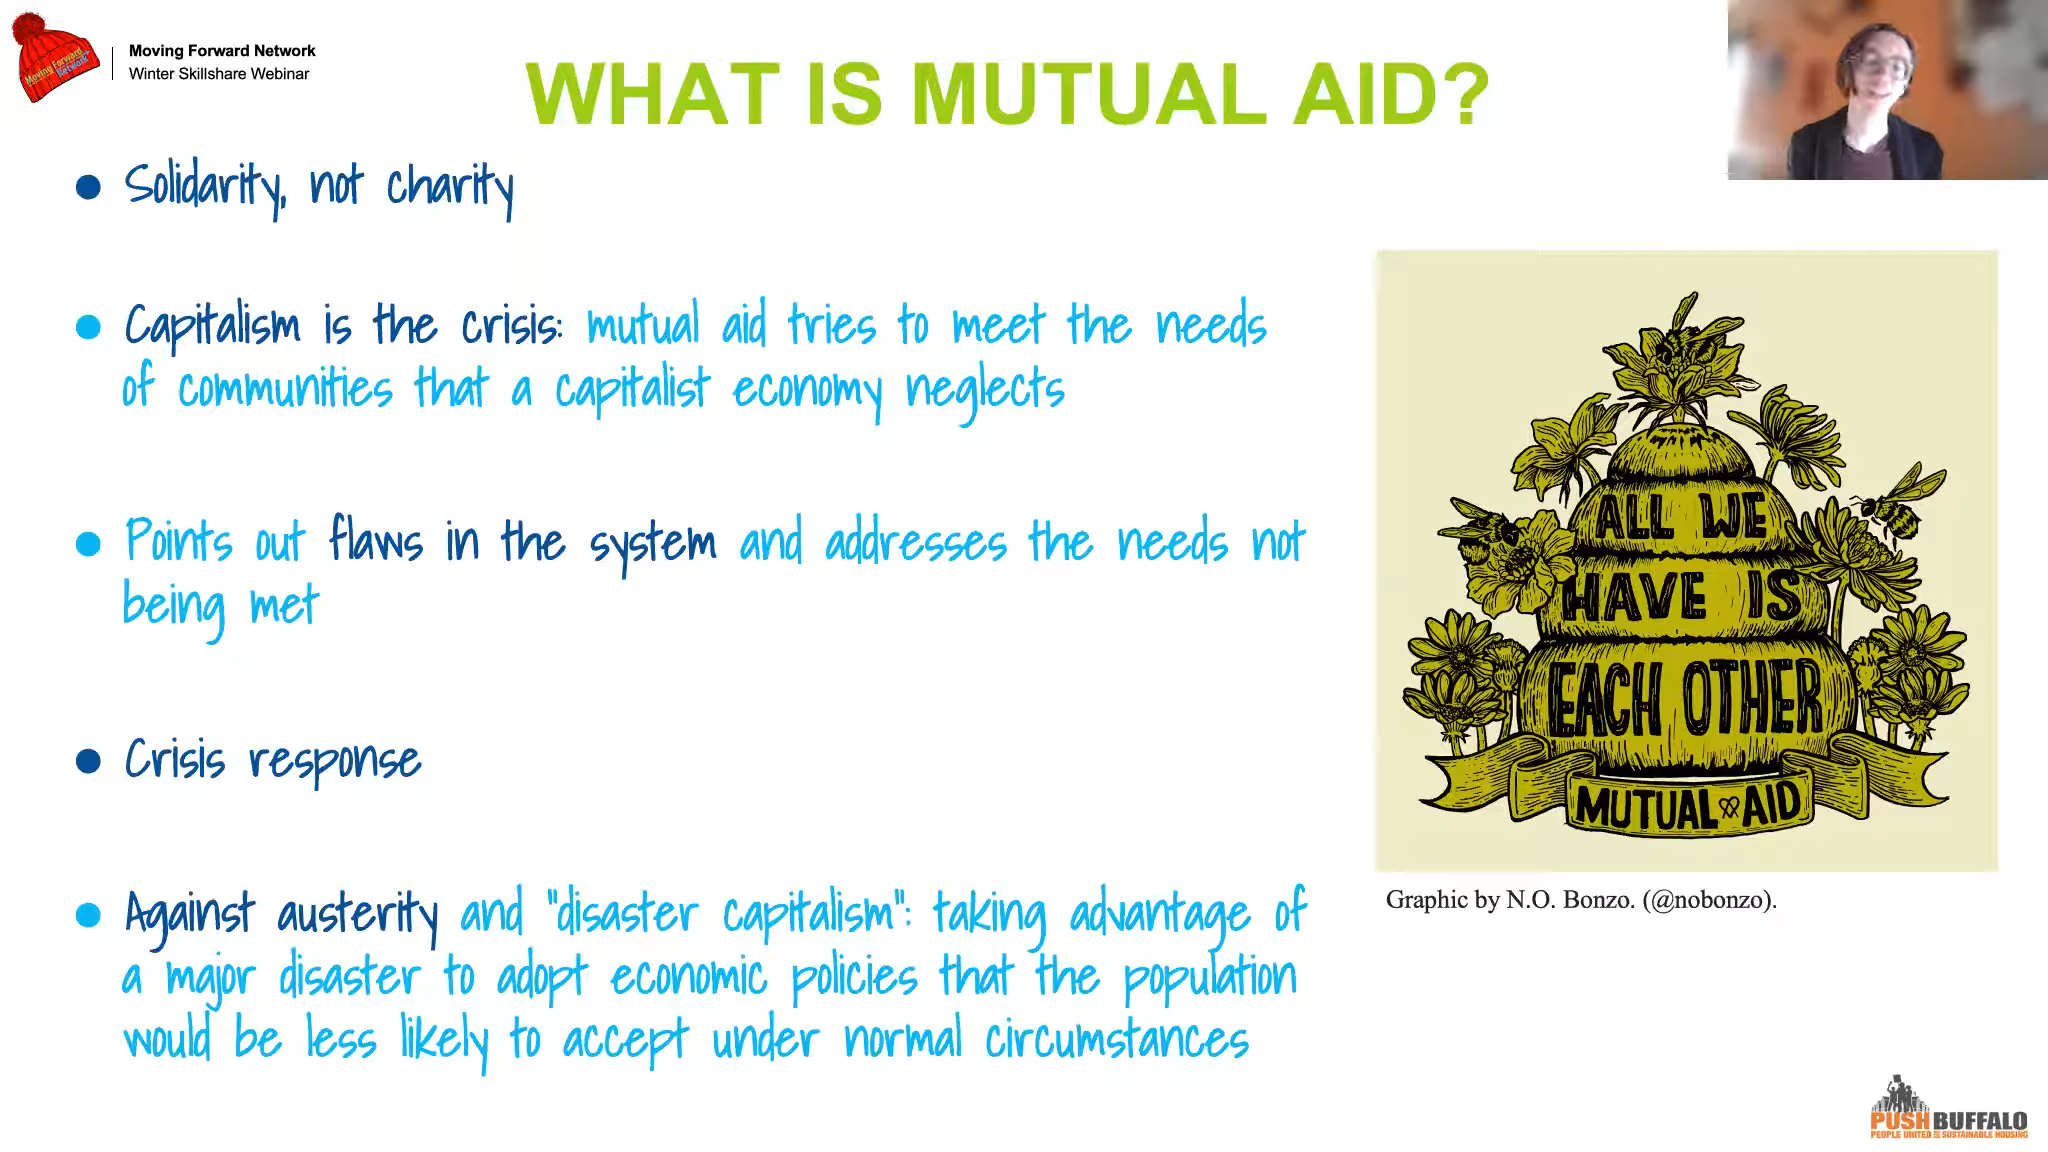 Moving Forward Network
Moving Forward Network
Winter Skillshare Webinar
WHAT IS MUTUAL AID?
● Solidarity, not charity
● Capitalism is the crisis: mutual aid tries to meet the needs
of communities that a capitalist economy neglects
● Points out flaws in the system and addresses the needs not
being met
● Crisis response
● Against austerity and "disaster capitalism": taking advantage of
a major disaster to adopt economic policies that the population
would be less likely to accept under normal circumstances
ALL WE
HAVE IS
EACH OTHER
MUTUAL AID
Graphic by N.O. Bonzo. (@nobonzo).
PUSH BUFFALO
PEOPLE UNITED for SUSTAINABLE HOUSING